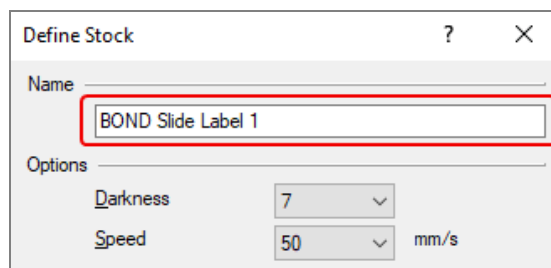 Define Stock ?
Name
BOND Slide Label 1
Options
Darkness 7
Speed 50 mm/s